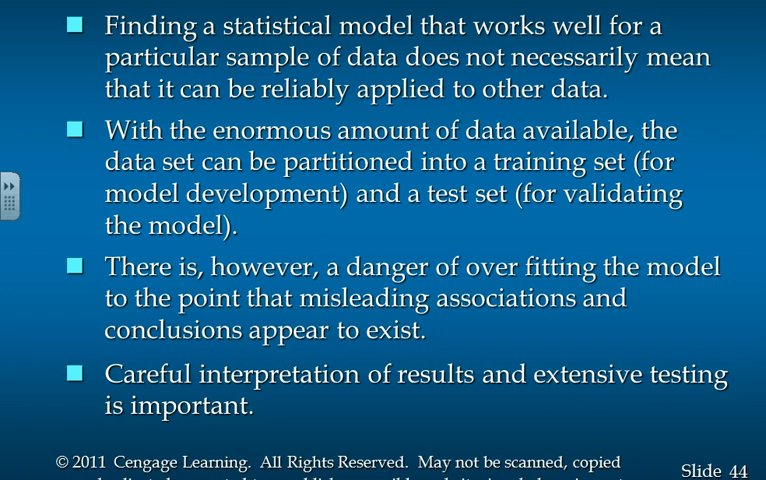 Finding a statistical model that works well for a
particular sample of data does not necessarily mean
that it can be reliably applied to other data.
With the enormous amount of data available, the
data set can be partitioned into a training set (for
model development) and a test set (for validating
the model).
There is, however, a danger of over fitting the model
to the point that misleading associations and
conclusions appear to exist.
Careful interpretation of results and extensive testing
is important.
© 2011 Cengage Learning. All Rights Reserved. May not be scanned, copied
Slide 44